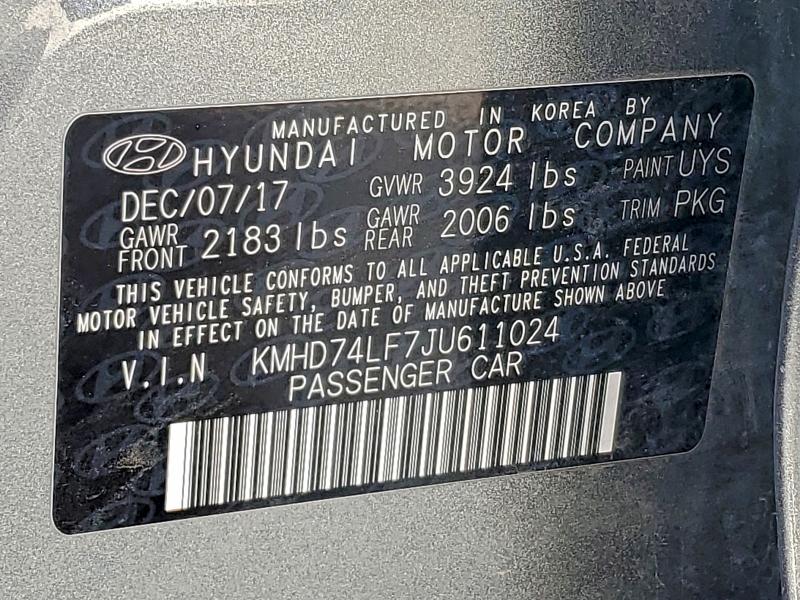 MANUFACTURED IN KOREA BY
HYUNDAI MOTOR COMPANY
DEC/07/17 GVWR 3924 lbs PAINT UYS
GAWR FRONT 2183 lbs GAWR REAR 2006 lbs TRIM PKG
THIS VEHICLE CONFORMS TO ALL APPLICABLE U.S.A. FEDERAL
MOTOR VEHICLE SAFETY, BUMPER, AND THEFT PREVENTION STANDARDS
IN EFFECT ON THE DATE OF MANUFACTURE SHOWN ABOVE
V.I.N KMHD74LF7JU611024
PASSENGER CAR